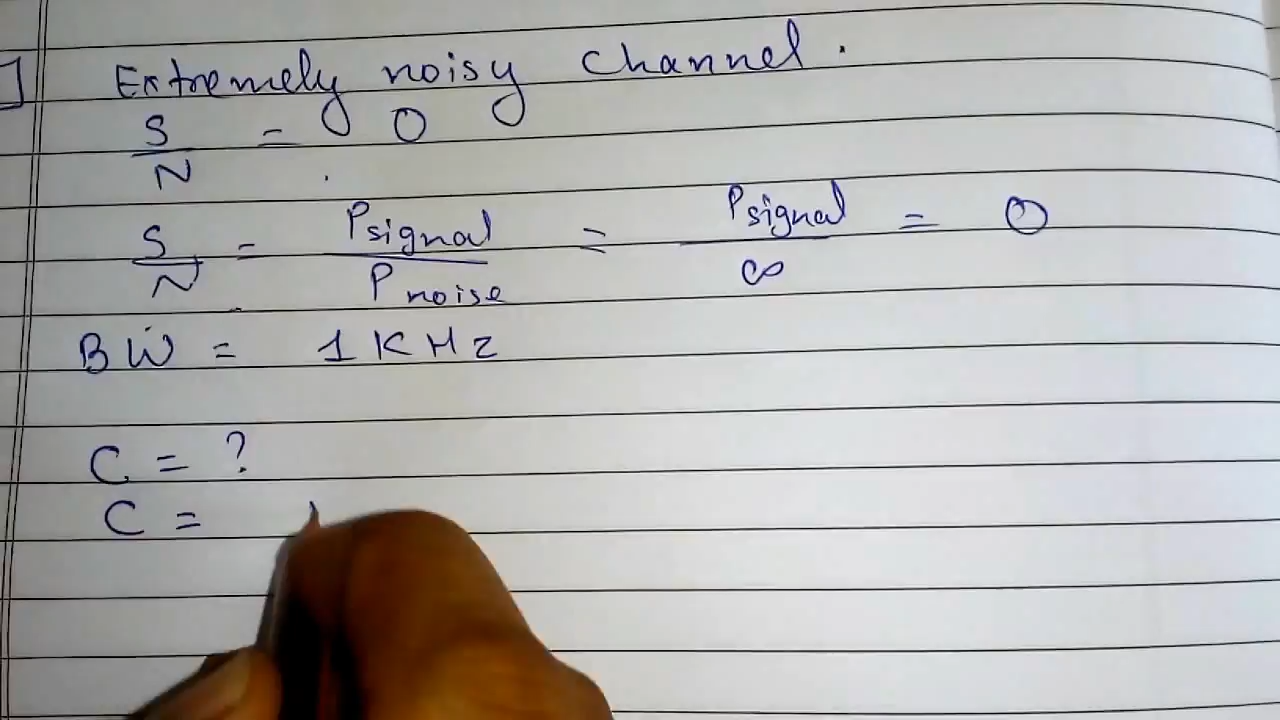 ] Extremely noisy channel.
S/N = 0
S/N = Psignal/Pnoise = Psignal/∞ = 0
BW = 1 KHz
C = ?
C =